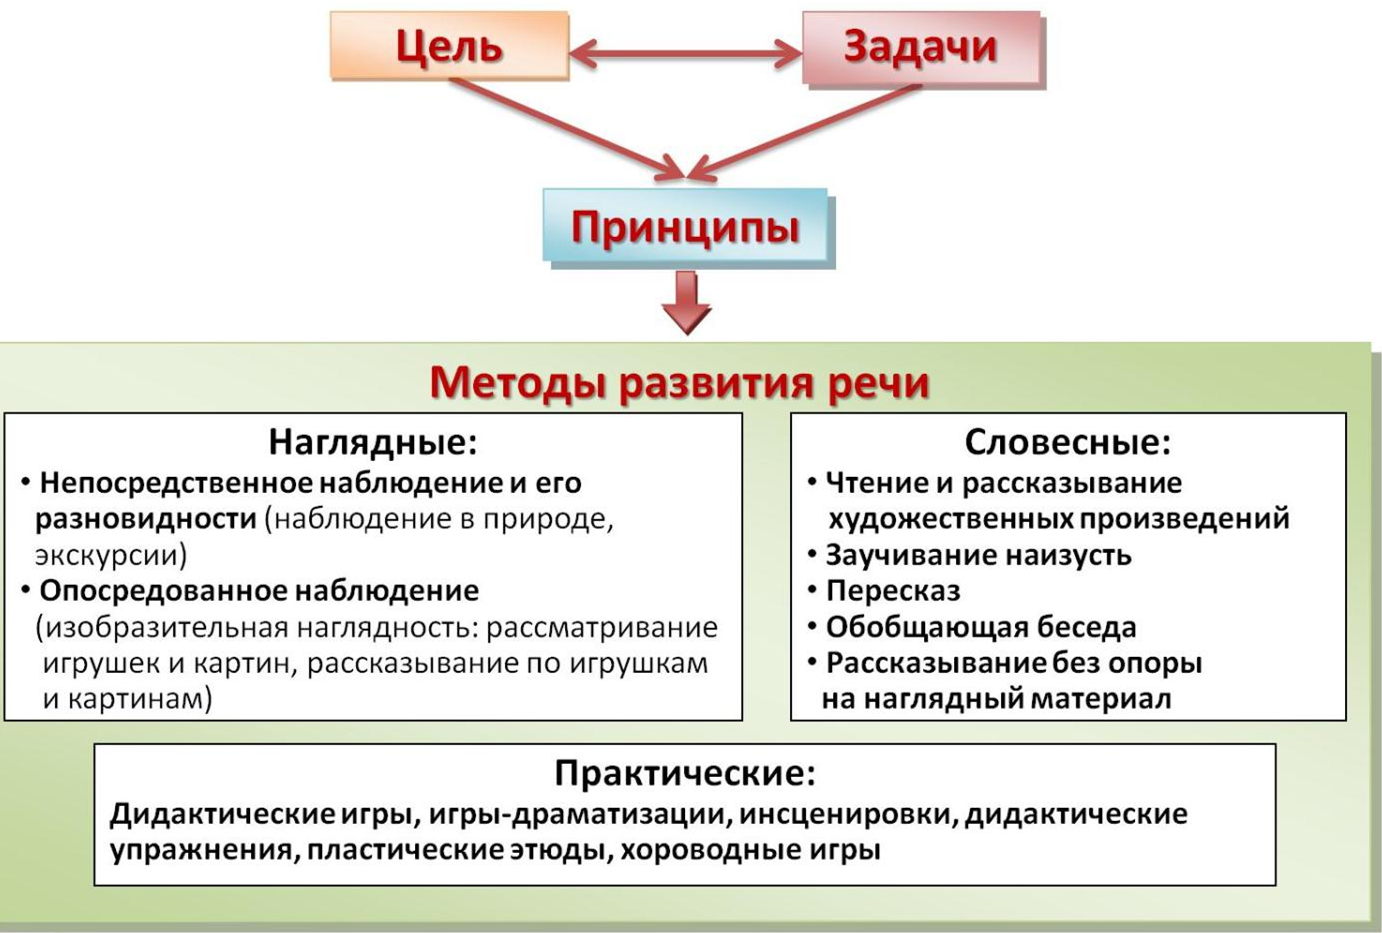 Цель
Задачи
Принципы
Методы развития речи
Наглядные:
• Непосредственное наблюдение и его
разновидности (наблюдение в природе,
экскурсии)
• Опосредованное наблюдение
(изобразительная наглядность: рассматривание
игрушек и картин, рассказывание по игрушкам
и картинам)
Словесные:
• Чтение и рассказывание
художественных произведений
• Заучивание наизусть
• Пересказ
• Обобщающая беседа
• Рассказывание без опоры
на наглядный материал
Практические:
Дидактические игры, игры-драматизации, инсценировки, дидактические
упражнения, пластические этюды, хороводные игры